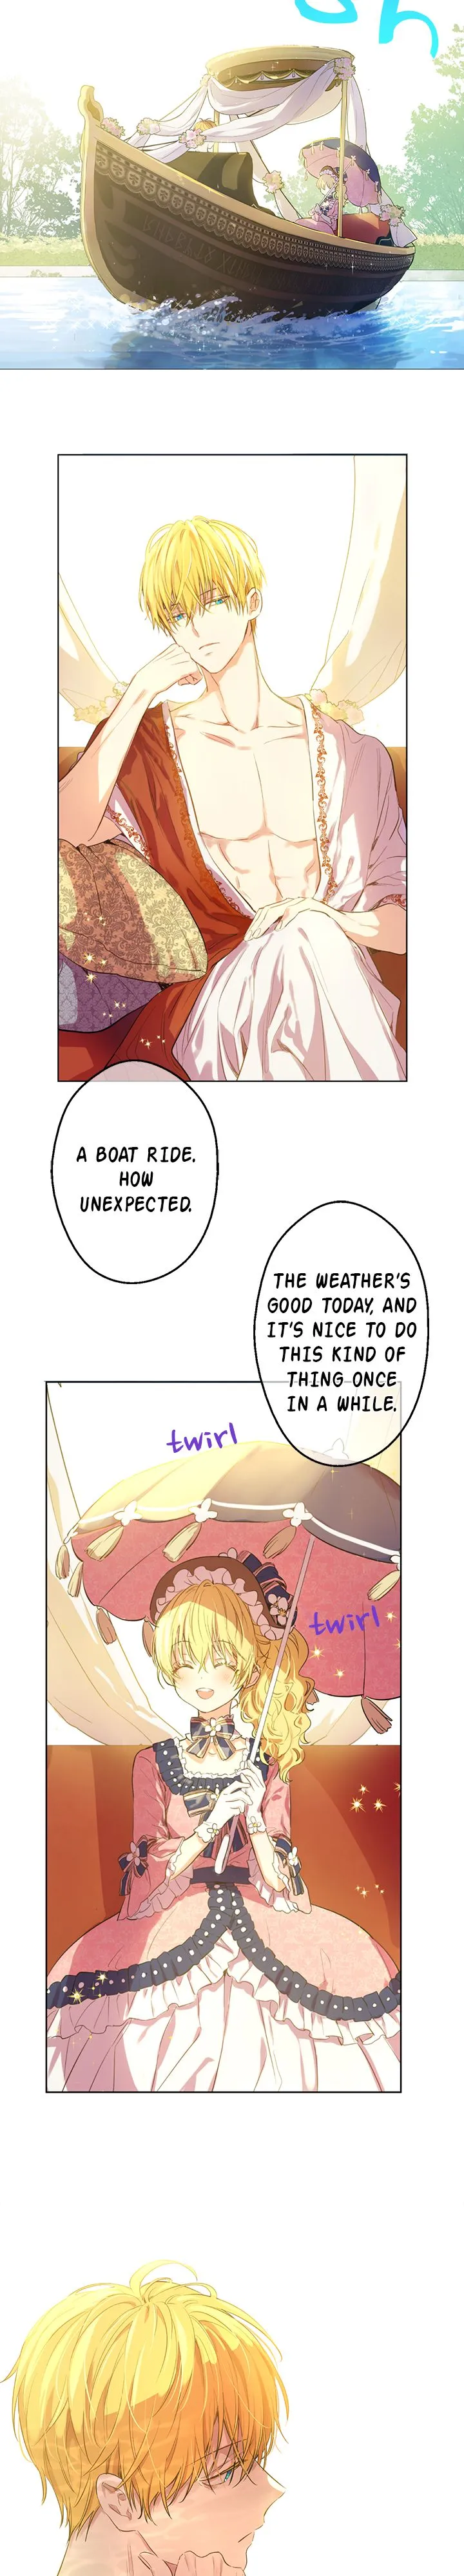 sh
A BOAT RIDE.
HOW
UNEXPECTED.
THE WEATHER'S
GOOD TODAY, AND
IT'S NICE TO DO
THIS KIND OF
THING ONCE
IN A WHILE.
twirl
twirl